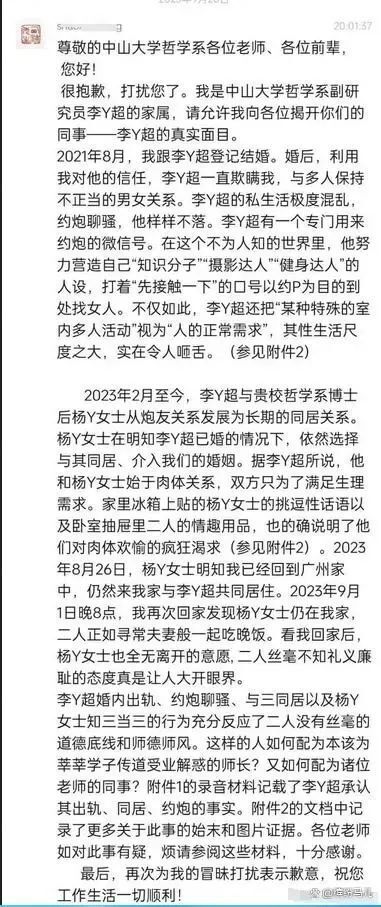 20:01:37
尊敬的中山大学哲学系各位老师、各位前辈，
您好！
很抱歉，打扰您了。我是中山大学哲学系副研
究员李Y超的家属，请允许我向各位揭开你们的
同事——李Y超的真实面目。
2021年8月，我跟李Y超登记结婚。婚后，利用
我对他的信任，李Y超一直欺瞒我，与多人保持
不正当的男女关系。李Y超的私生活极度混乱，
约炮聊骚，他样样不落。李Y超有一个专门用来
约炮的微信号。在这个不为人知的世界里，他努
力营造自己“知识分子”“摄影达人”“健身达人”的
人设，打着“先接触一下”的口号以约P为目的到
处找女人。不仅如此，李Y超还把“某种特殊的室
内多人活动”视为“人的正常需求”，其性生活尺
度之大，实在令人咂舌。（参见附件2）
2023年2月至今，李Y超与贵校哲学系博士
后杨Y女士从炮友关系发展为长期的同居关系。
杨Y女士在明知李Y超已婚的情况下，依然选择
与其同居、介入我们的婚姻。据李Y超所说，他
和杨Y女士始于肉体关系，双方只为了满足生理
需求。家里冰箱上贴的杨Y女士的挑逗性话语以
及卧室抽屉里二人的情趣用品，也的确说明了他
们对肉体欢愉的疯狂渴求（参见附件2）。2023
年8月26日，杨Y女士明知我已经回到广州家
中，仍然来我家与李Y超共同居住。2023年9月
1日晚8点，我再次回家发现杨Y女士仍在我家，
二人正如寻常夫妻般一起吃晚饭。看我回家后，
杨Y女士也全无离开的意愿,二人丝毫不知礼义廉
耻的态度真是让人大开眼界。
李Y超婚内出轨、约炮聊骚、与三同居以及杨Y
女士知三当三的行为充分反应了二人没有丝毫的
道德底线和师德师风。这样的人如何配为本该为
莘莘学子传道受业解惑的师长？又如何配为诸位
老师的同事？附件1的录音材料记载了李Y超承认
其出轨、同居、约炮的事实。附件2的文档中记
录了更多关于此事的始末和图片证据。各位老师
如对此事有疑，烦请参阅这些材料，十分感谢。
最后，再次为我的冒昧打扰表示歉意，祝您
工作生活一切顺利！